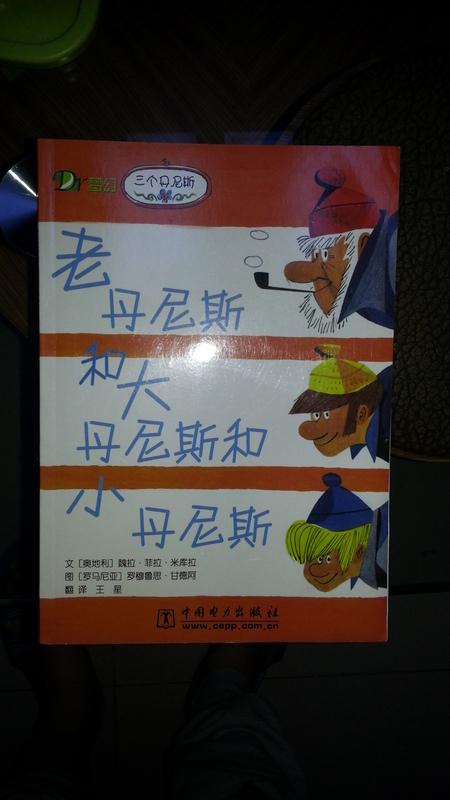 梦幻
三个丹尼斯
老
丹尼斯
和大
丹尼斯和
小
丹尼斯
文［奥地利］魏拉·菲拉·米库拉
图［罗马尼亚］罗穆鲁思·甘德阿
翻译 王 星
中国电力出版社
www.cepp.com.cn